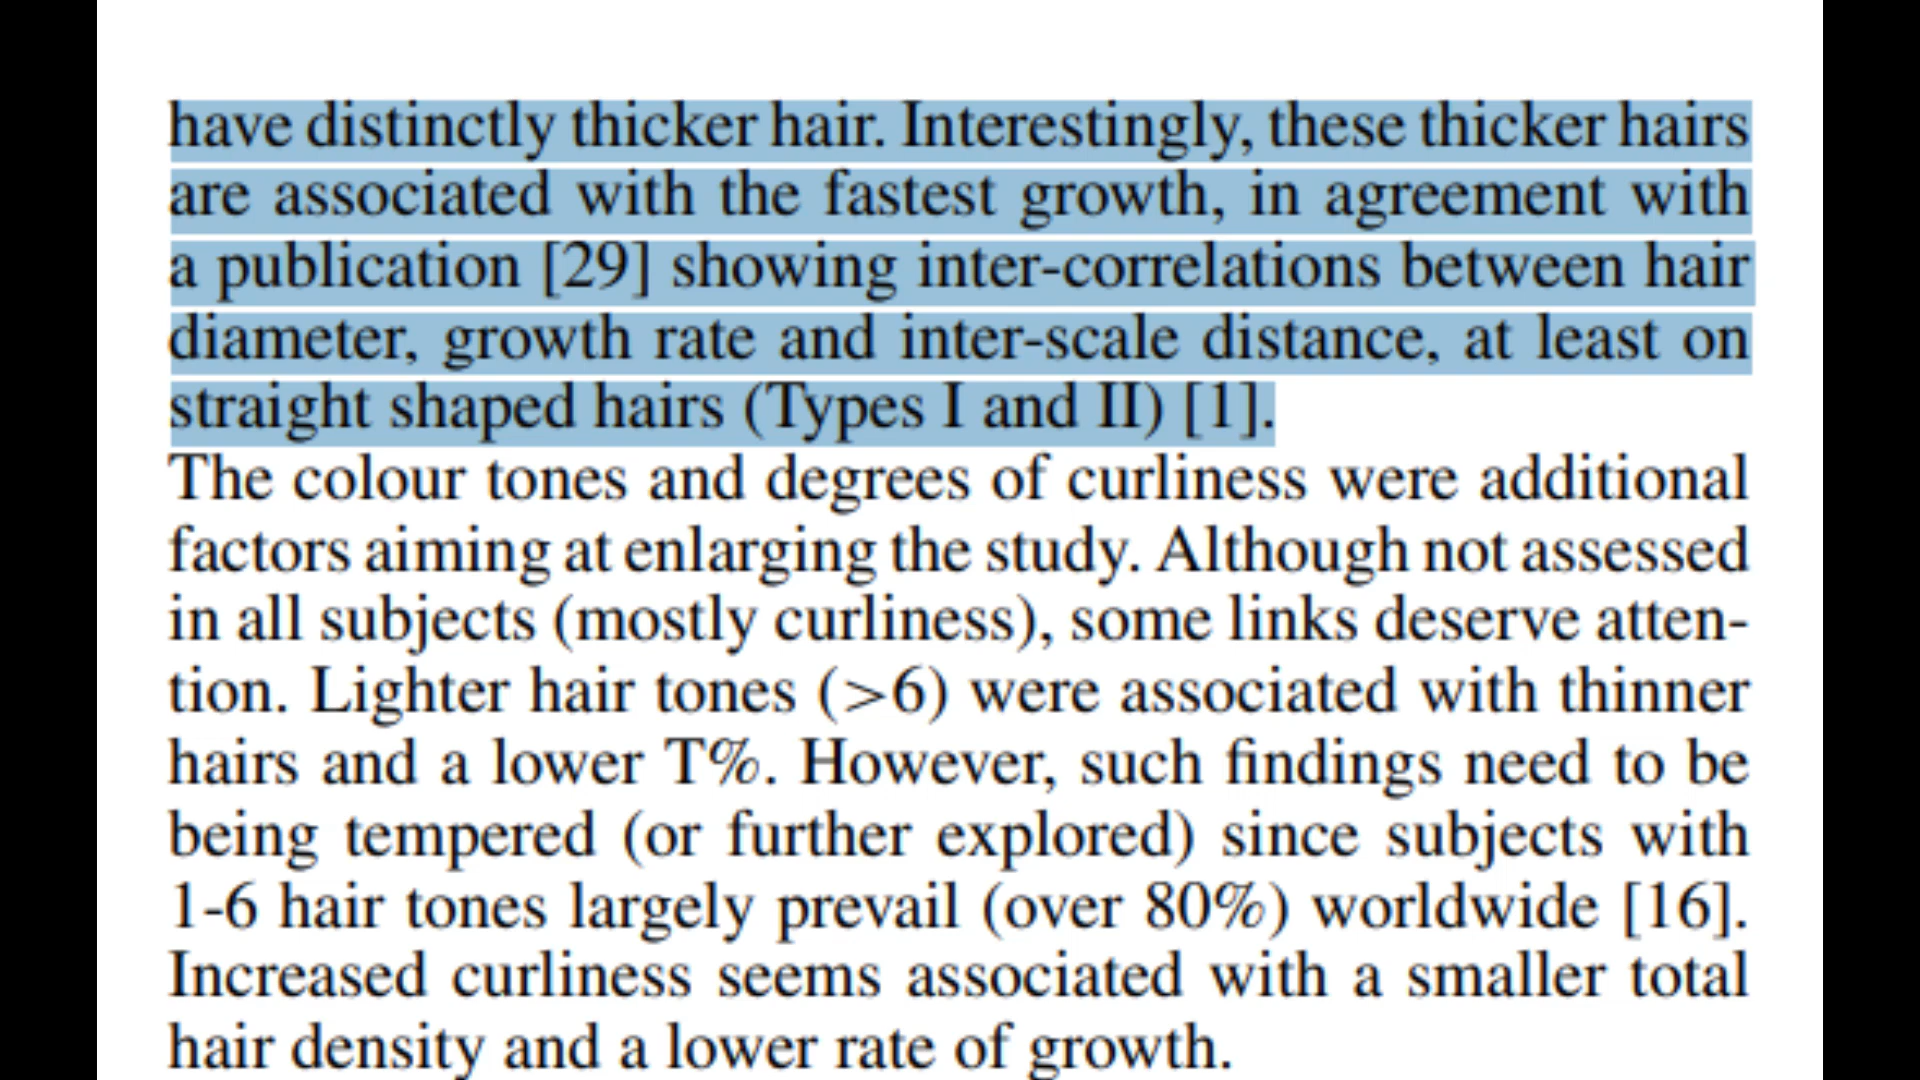 have distinctly thicker hair. Interestingly, these thicker hairs
are associated with the fastest growth, in agreement with
a publication [29] showing inter-correlations between hair
diameter, growth rate and inter-scale distance, at least on
straight shaped hairs (Types I and II) [1].
The colour tones and degrees of curliness were additional
factors aiming at enlarging the study. Although not assessed
in all subjects (mostly curliness), some links deserve atten-
tion. Lighter hair tones (>6) were associated with thinner
hairs and a lower T%. However, such findings need to be
being tempered (or further explored) since subjects with
1-6 hair tones largely prevail (over 80%) worldwide [16].
Increased curliness seems associated with a smaller total
hair density and a lower rate of growth.